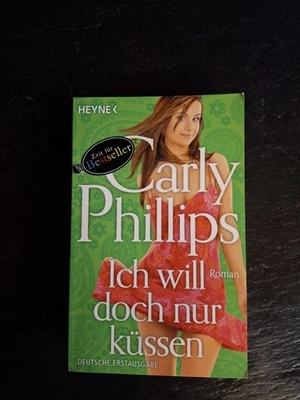 HEYNE<
Zeit für
Bestseller
Carly
Phillips
Roman
Ich will
doch nur
küssen
DEUTSCHE ERSTAUSGABE